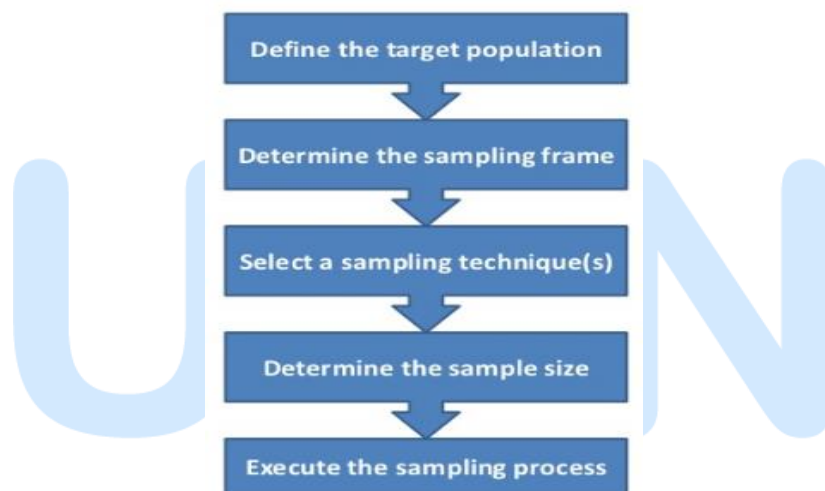 Define the target population
Determine the sampling frame
Select a sampling technique(s)
Determine the sample size
Execute the sampling process